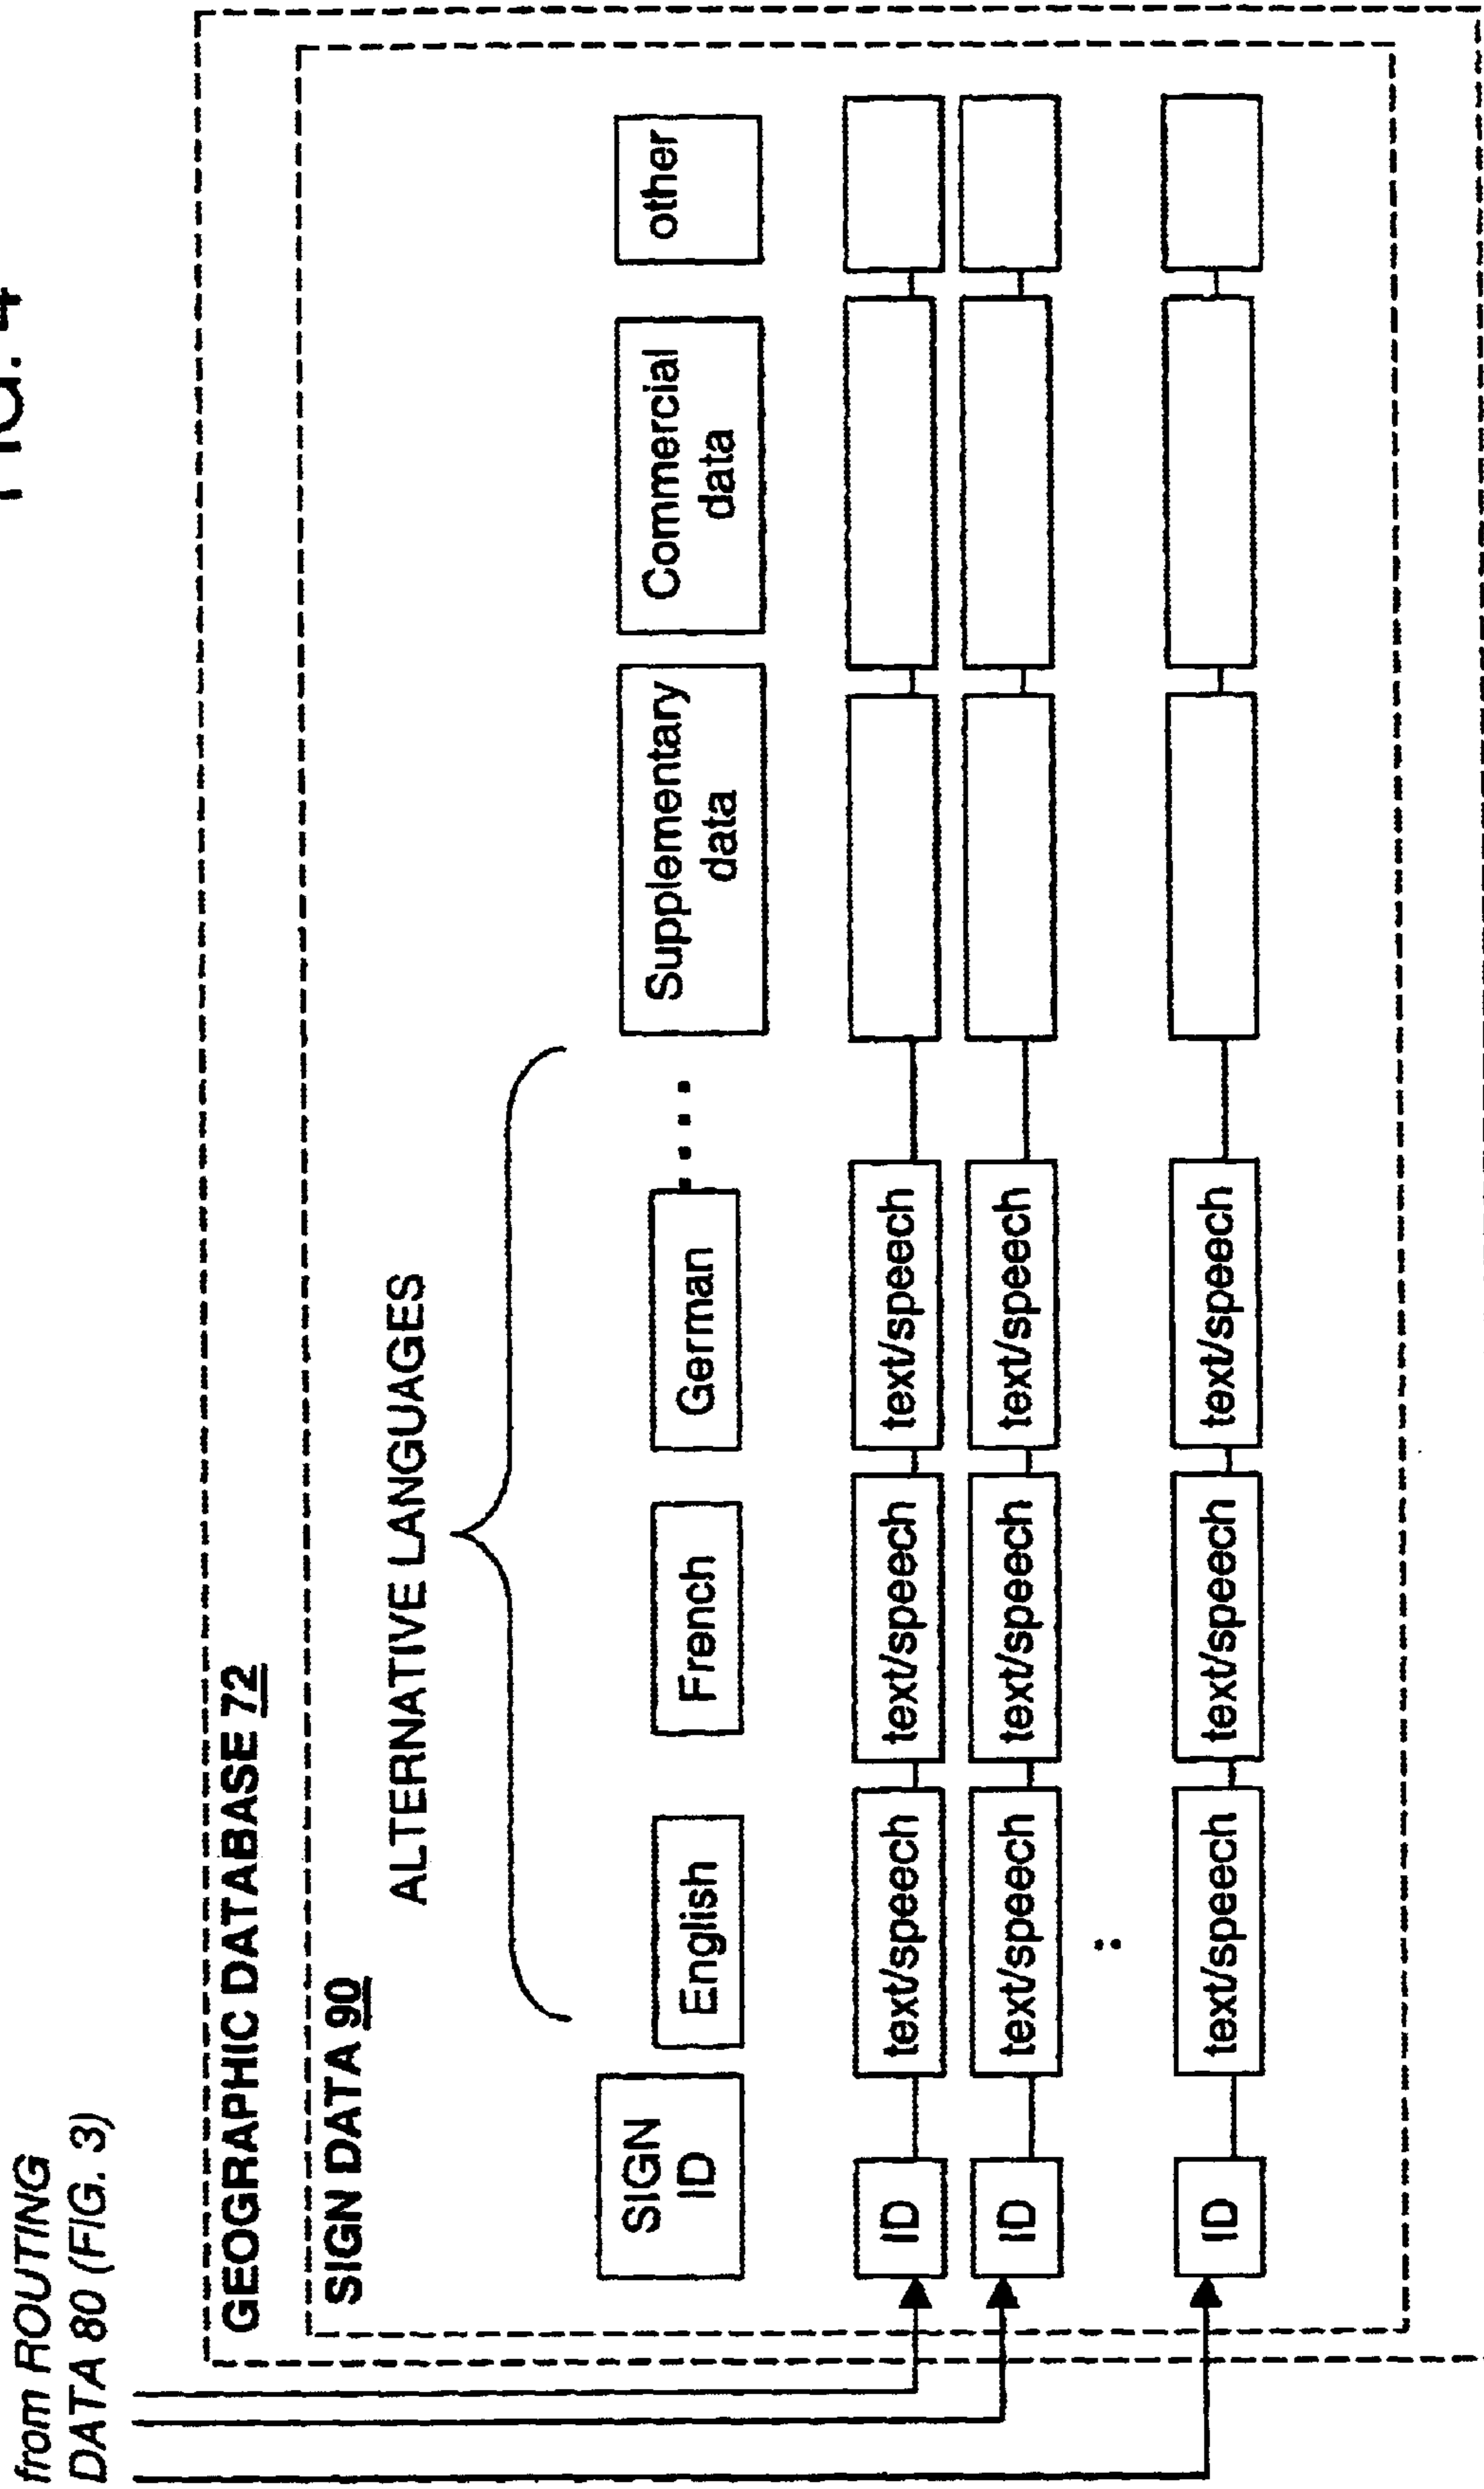 FIG. 4
from ROUTING
DATA 80 (FIG. 3)
GEOGRAPHIC DATABASE 72
SIGN DATA 90
ALTERNATIVE LANGUAGES
SIGN
ID
English
French
German
. . . .
Supplementary
data
Commercial
data
other
ID
text/speech
text/speech
text/speech
ID
text/speech
text/speech
text/speech
:
ID
text/speech
text/speech
text/speech